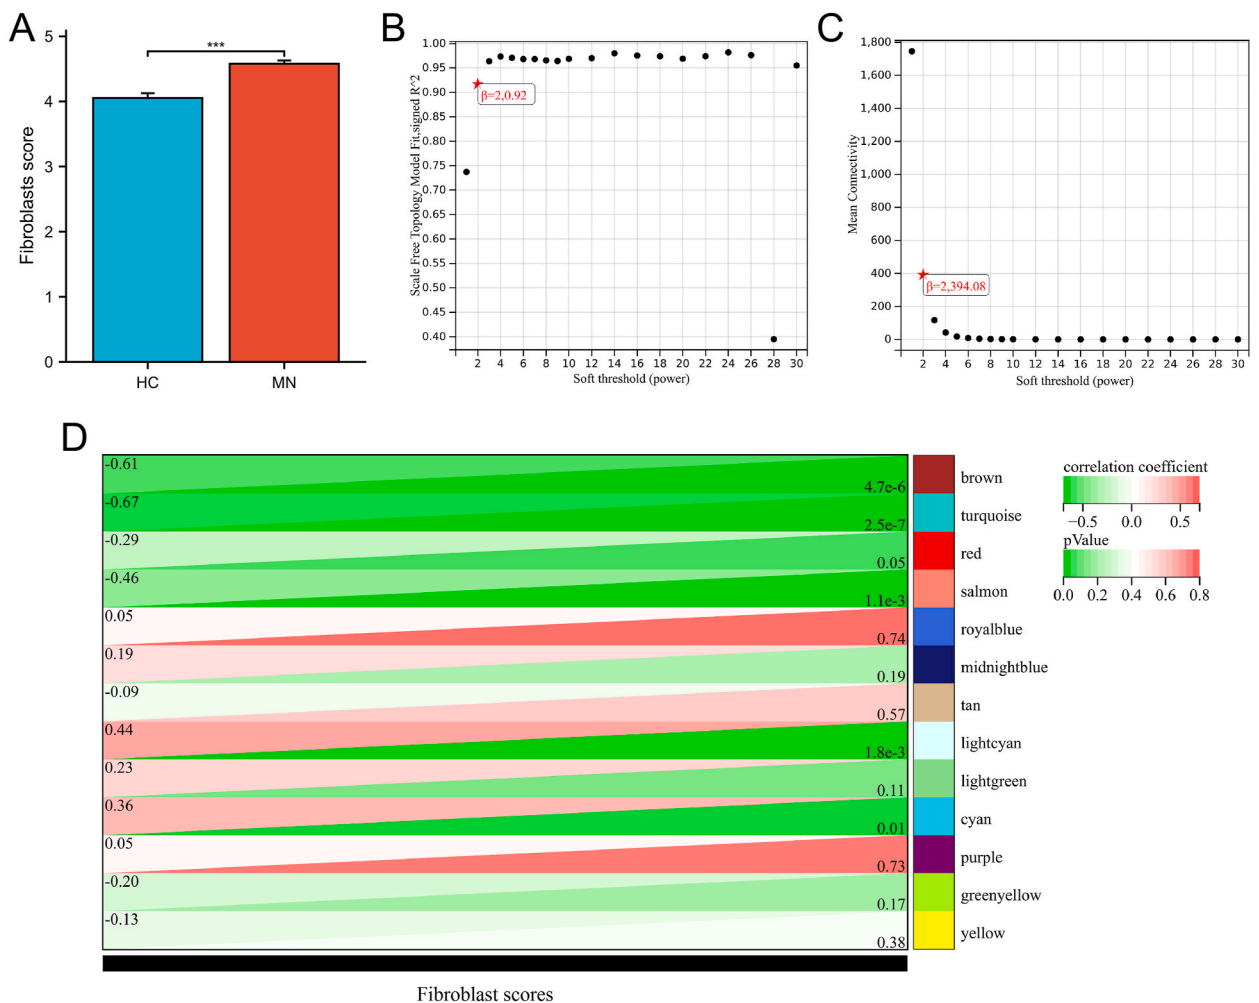 A
Fibroblasts score
5
4
3
2
1
0
***
HC
MN
B
Scale Free Topology Model Fit,signed R^2
1.00
0.95
0.90
0.85
0.80
0.75
0.70
0.65
0.60
0.55
0.50
0.45
0.40
β=2,0.92
2 4 6 8 10 12 14 16 18 20 22 24 26 28 30
Soft threshold (power)
C
Mean Connectivity
1,800
1,600
1,400
1,200
1,000
800
600
400
200
0
β=2,394.08
2 4 6 8 10 12 14 16 18 20 22 24 26 28 30
Soft threshold (power)
D
-0.61 4.7e-6 brown
-0.67 2.5e-7 turquoise
-0.29 0.05 red
-0.46 1.1e-3 salmon
0.05 0.74 royalblue
0.19 0.19 midnightblue
-0.09 0.57 tan
0.44 1.8e-3 lightcyan
0.23 0.11 lightgreen
0.36 0.01 cyan
0.05 0.73 purple
-0.20 0.17 greenyellow
-0.13 0.38 yellow
Fibroblast scores
correlation coefficient
−0.5 0.0 0.5
pValue
0.0 0.2 0.4 0.6 0.8